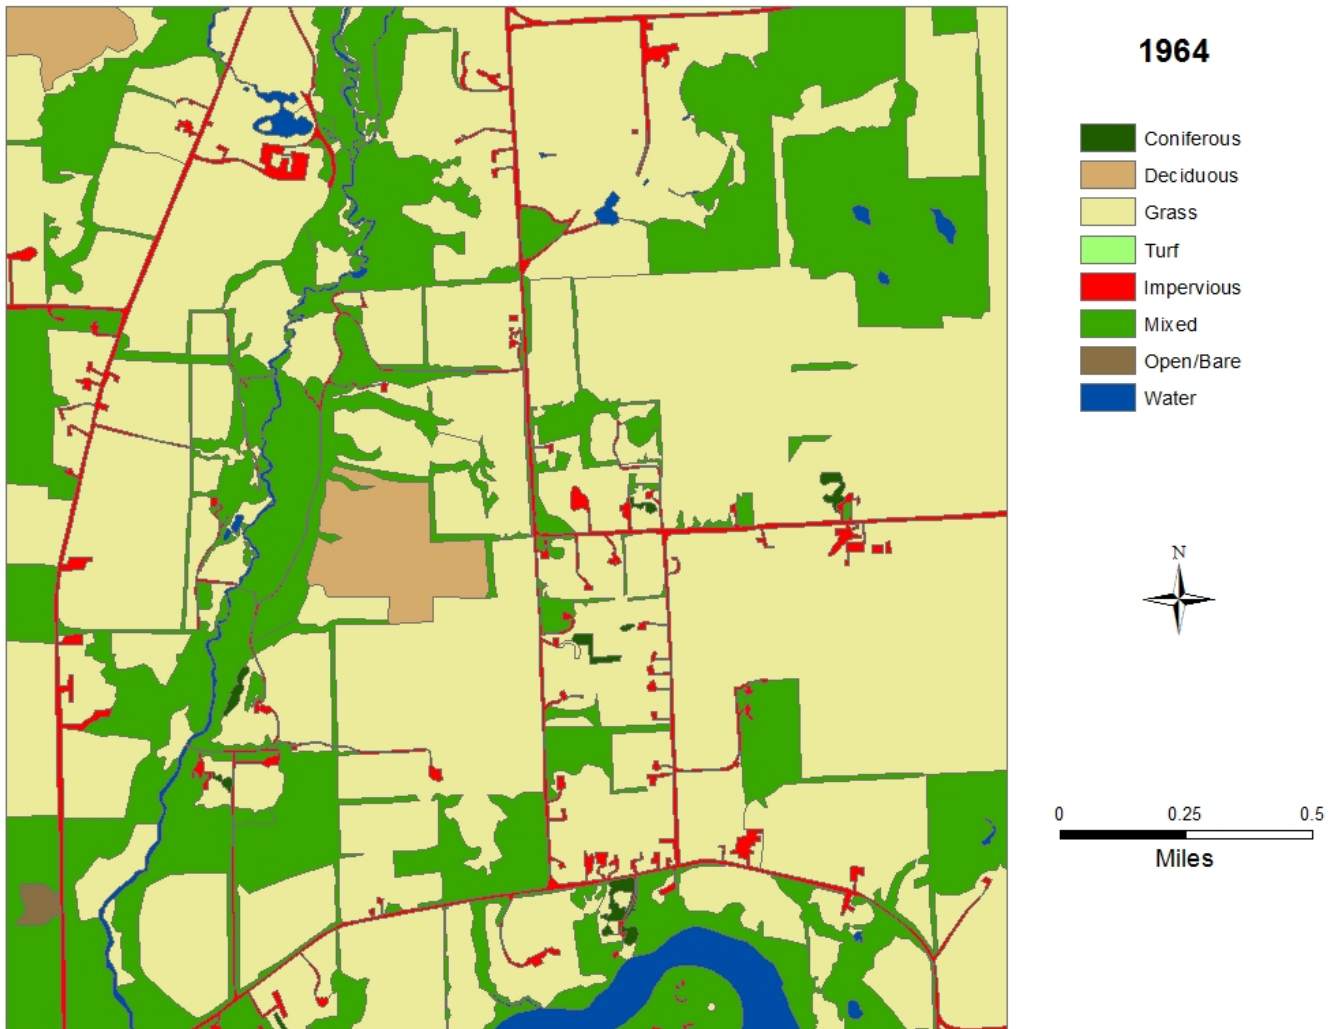 1964
Coniferous
Deciduous
Grass
Turf
Impervious
Mixed
Open/Bare
Water
N
0 0.25 0.5
Miles